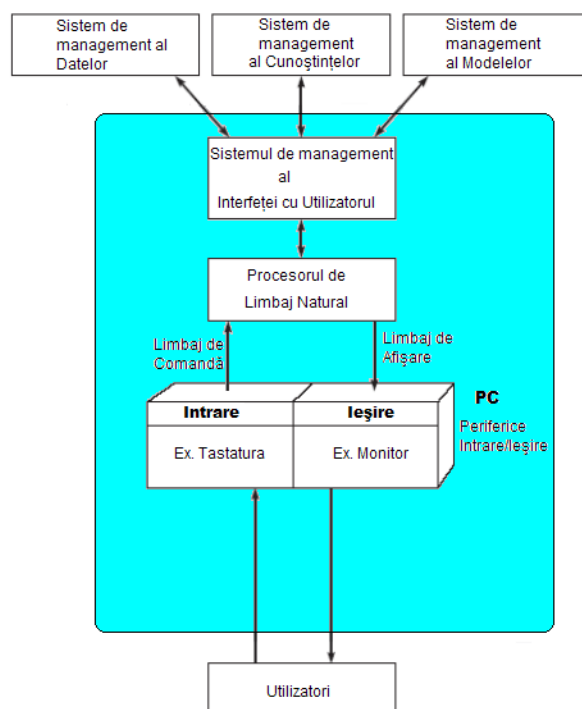 Sistem de
management al
Datelor
Sistem de
management
al Cunoştinţelor
Sistem de
management
al Modelelor
Sistemul de management
al
Interfeţei cu Utilizatorul
Procesorul de
Limbaj Natural
Limbaj de
Comandă
Limbaj de
Afişare
Intrare
Ieşire
PC
Periferice
Intrare/Ieşire
Ex. Tastatura
Ex. Monitor
Utilizatori